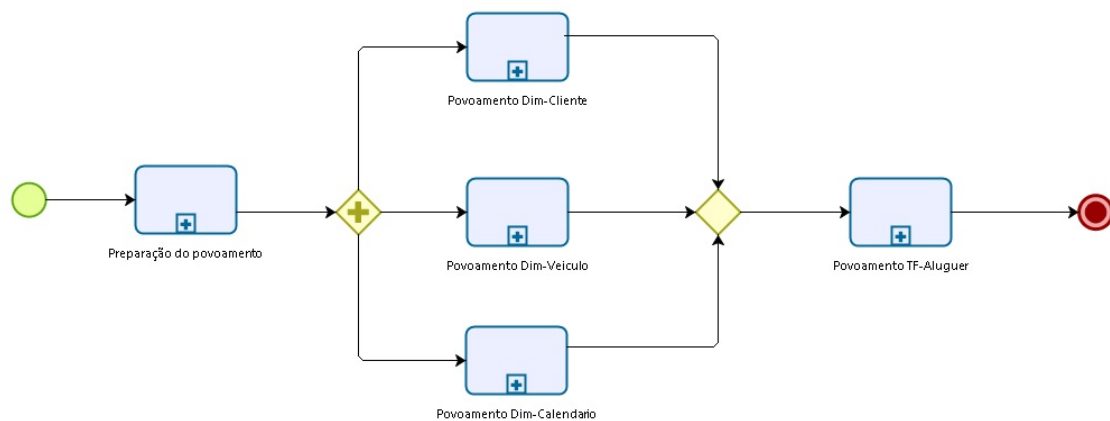 Povoamento Dim-Cliente
Preparação do povoamento
Povoamento Dim-Veiculo
Povoamento TF-Aluguer
Povoamento Dim-Calendario